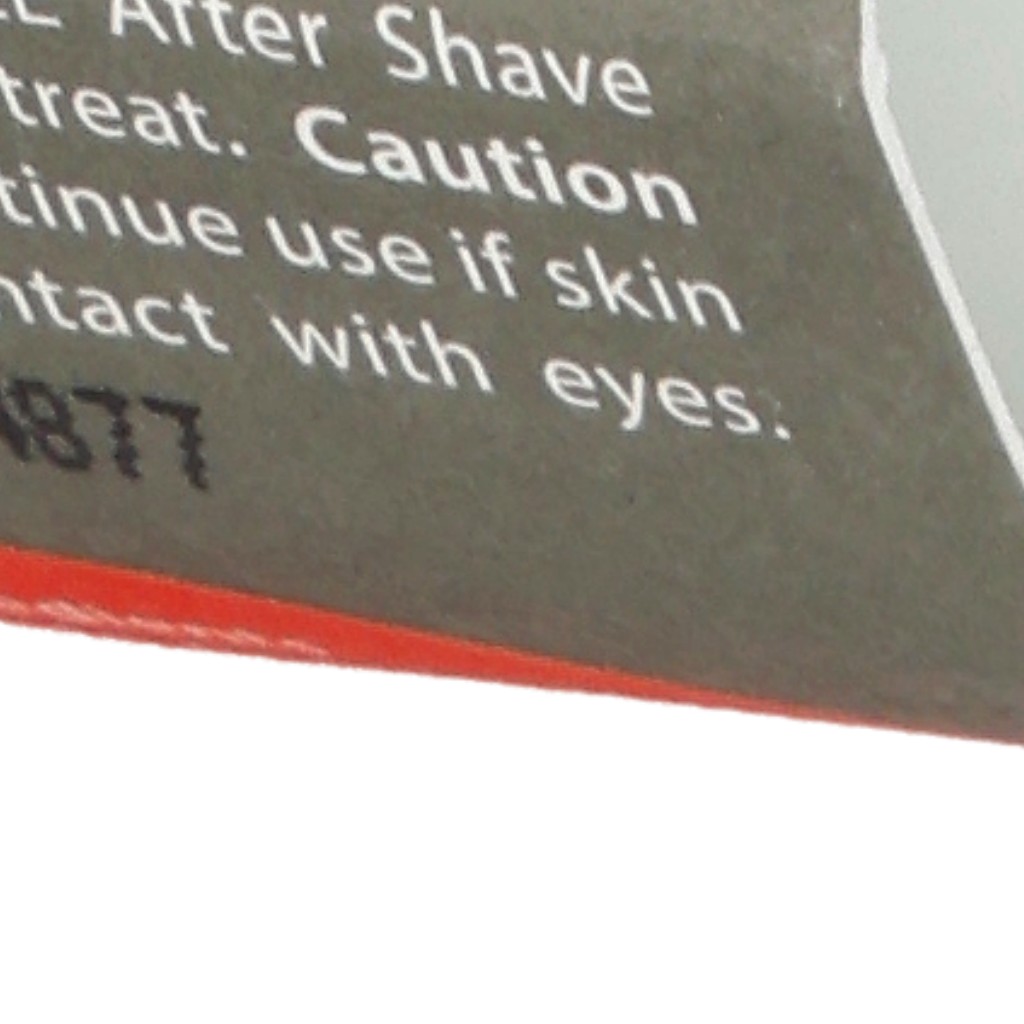 After Shave
treat. Caution
tinue use if skin
ntact with eyes.
877